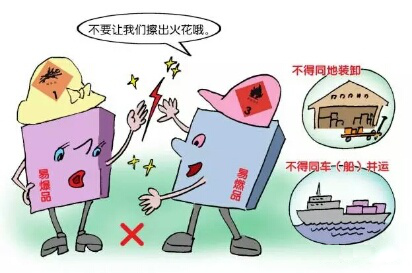 不要让我们擦出火花哦。
不得同地装卸
易爆品
易燃品
不得同车（船）并运